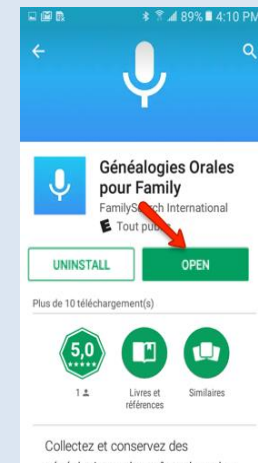 89% 4:10 PM
Généalogies Orales
pour Family
FamilySearch International
E Tout public
UNINSTALL
OPEN
Plus de 10 téléchargement(s)
5,0
1
Livres et
références
Similaires
Collectez et conservez des